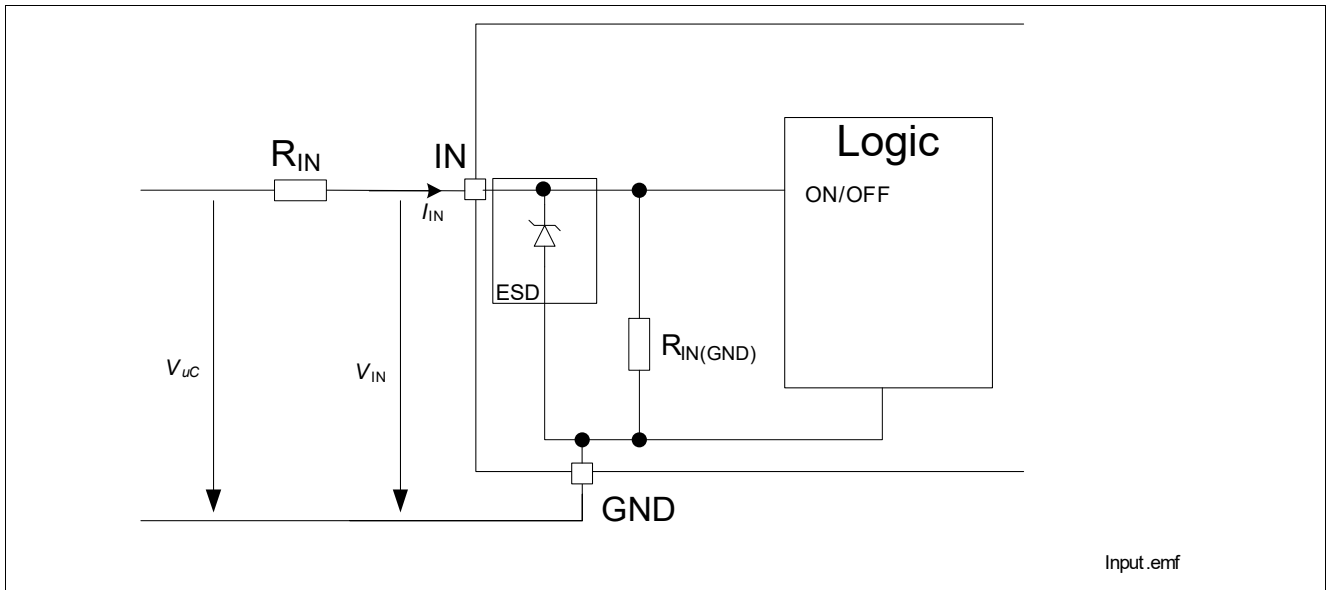 Logic
R_IN
IN
ON/OFF
I_IN
ESD
R_IN(GND)
V_uC
V_IN
GND
Input.emf